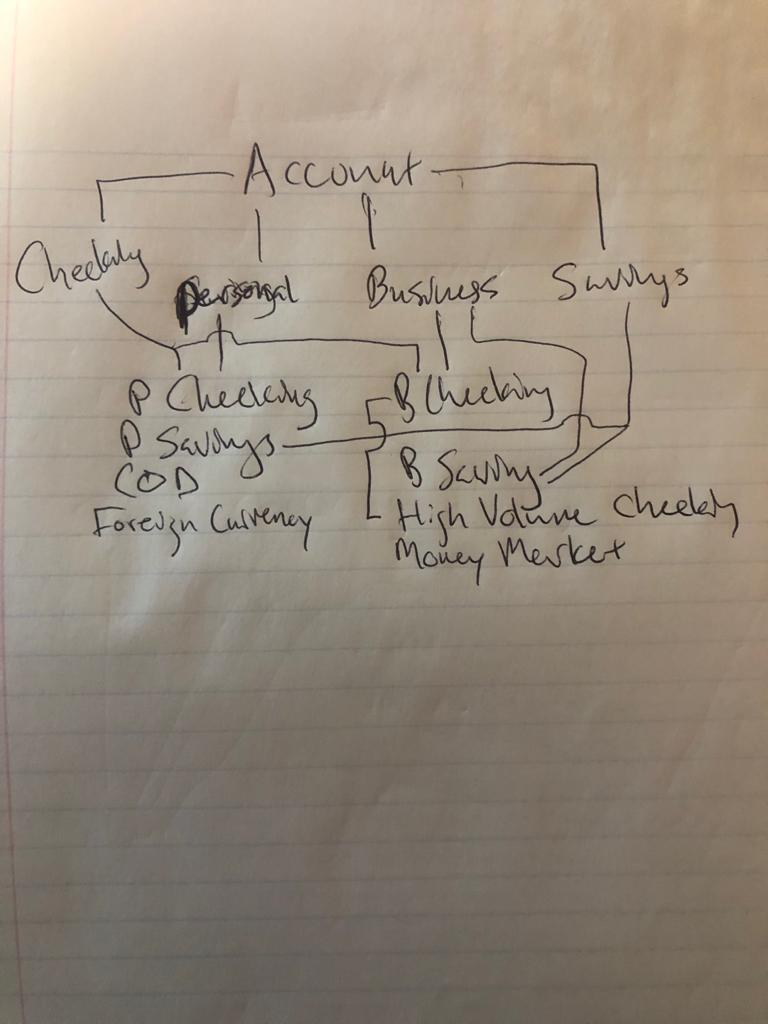 Account
Checking
Personal
Business
Savings
P Checking
B Checking
P Savings
B Saving
COD
Foreign Currency
High Volume Checking
Money Market